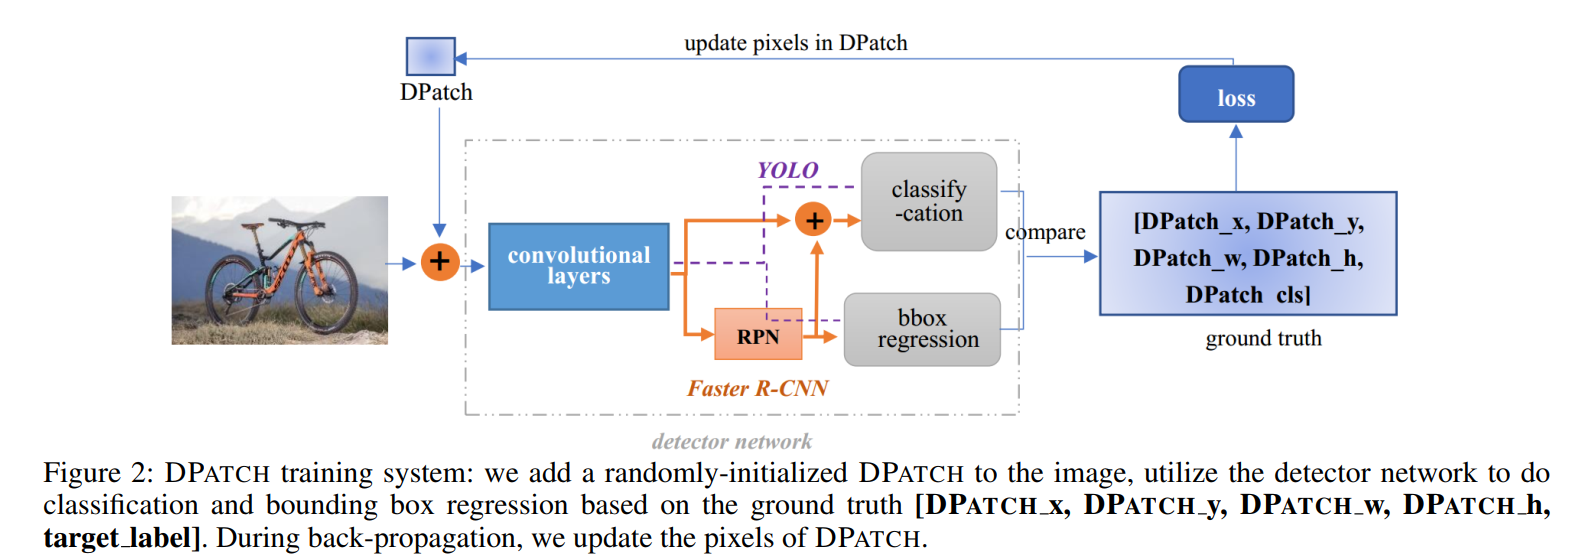 update pixels in DPatch
DPatch
loss
YOLO
classify
-cation
+
+
convolutional
layers
compare
[DPatch_x, DPatch_y,
DPatch_w, DPatch_h,
DPatch_cls]
bbox
regression
RPN
ground truth
Faster R-CNN
detector network
Figure 2: DPATCH training system: we add a randomly-initialized DPATCH to the image, utilize the detector network to do
classification and bounding box regression based on the ground truth [DPATCH_x, DPATCH_y, DPATCH_w, DPATCH_h,
target_label]. During back-propagation, we update the pixels of DPATCH.